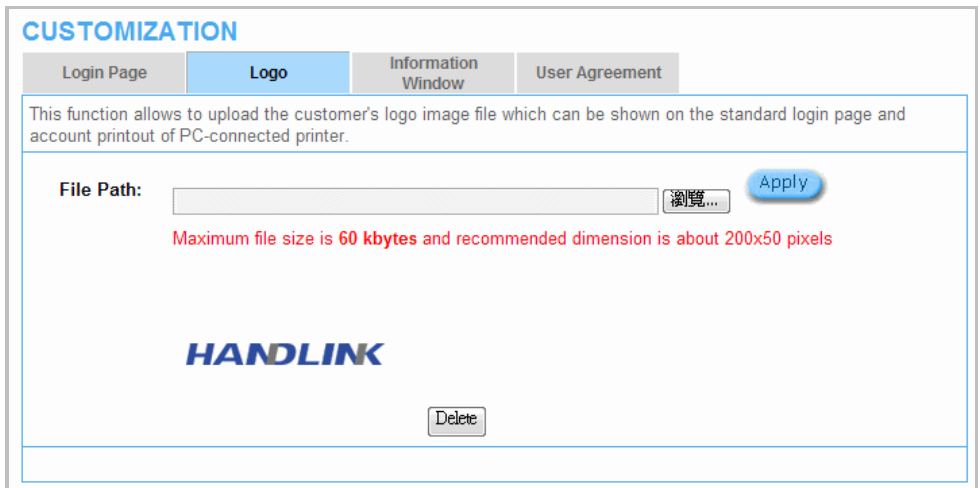 CUSTOMIZATION
Login Page
Logo
Information
Window
User Agreement
This function allows to upload the customer's logo image file which can be shown on the standard login page and
account printout of PC-connected printer.
File Path:
瀏覽...
Apply
Maximum file size is 60 kbytes and recommended dimension is about 200x50 pixels
HANDLINK
Delete